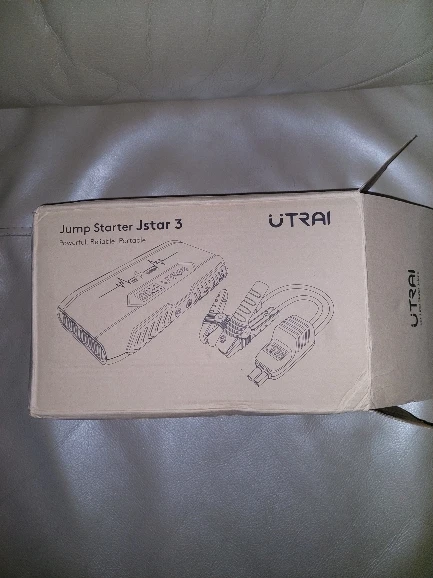 Jump Starter Jstar 3
UTRAI
Powerful. Reliable. Portable
UTRAI